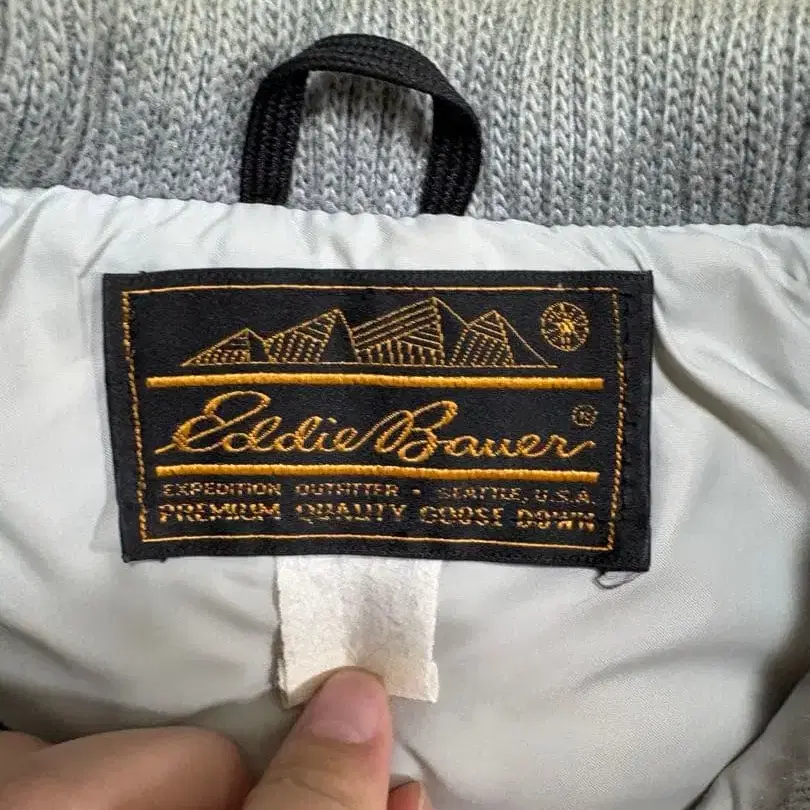 Eddie Bauer ®
EXPEDITION OUTFITTER - SEATTLE, U.S.A.
PREMIUM QUALITY GOOSE DOWN